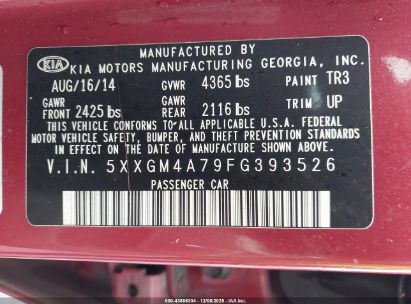 MANUFACTURED BY
KIA KIA MOTORS MANUFACTURING GEORGIA, INC.
AUG/16/14 GVWR 4365 lbs PAINT TR3
GAWR FRONT 2425 lbs GAWR REAR 2116 lbs TRIM UP
THIS VEHICLE CONFORMS TO ALL APPLICABLE U.S.A. FEDERAL
MOTOR VEHICLE SAFETY, BUMPER, AND THEFT PREVENTION STANDARDS
IN EFFECT ON THE DATE OF MANUFACTURE SHOWN ABOVE.
V.I.N. 5XXGM4A79FG393526
PASSENGER CAR